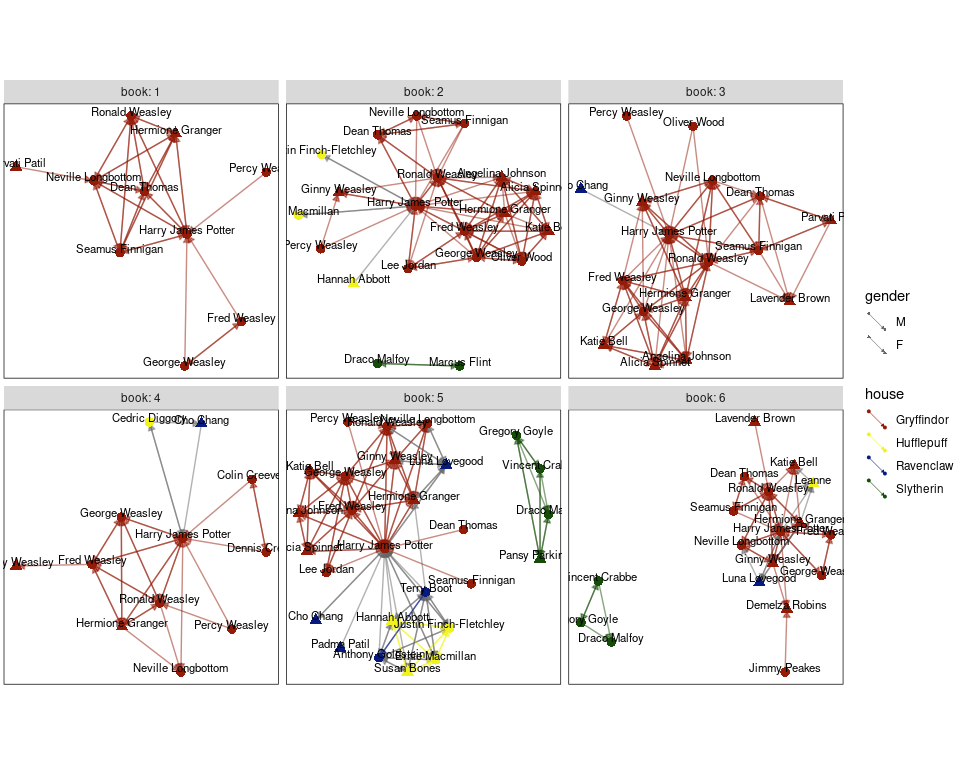 book: 1
Ronald Weasley
Hermione Granger
vati Patil
Percy Wea
Neville Longbottom
Dean Thomas
Harry James Potter
Seamus Finnigan
Fred Weasley
George Weasley
book: 2
Neville Longbottom
Seamus Finnigan
Dean Thomas
in Finch-Fletchley
Ronald Weasley
Angelina Johnson
Ginny Weasley
Alicia Spinn
Harry James Potter
Macmillan
Hermione Granger
Fred Weasley
Katie B
Percy Weasley
George Weasley
Oliver Wood
Lee Jordan
Hannah Abbott
Draco Malfoy
Marcus Flint
book: 3
Percy Weasley
Oliver Wood
o Chang
Neville Longbottom
Ginny Weasley
Dean Thomas
Parvati P
Harry James Potter
Seamus Finnigan
Ronald Weasley
Fred Weasley
Hermione Granger
Lavender Brown
George Weasley
Katie Bell
Angelina Johnson
Alicia Spinnet
book: 4
Cedric Diggory
Cho Chang
Colin Creeve
George Weasley
Harry James Potter
Dennis Cre
y Weasley
Fred Weasley
Ronald Weasley
Hermione Granger
Percy Weasley
Neville Longbottom
book: 5
Percy Weasley
Neville Longbottom
Ronald Weasley
Gregory Goyle
Ginny Weasley
Luna Lovegood
Katie Bell
George Weasley
Vincent Crab
Hermione Granger
Fred Weasley
na Johnson
Draco Ma
Dean Thomas
cia Spinnet
Harry James Potter
Pansy Parkin
Lee Jordan
Seamus Finnigan
Terry Boot
Cho Chang
Hannah Abbott
Justin Finch-Fletchley
Padma Patil
Anthony Goldstein
Ernie Macmillan
Susan Bones
book: 6
Lavender Brown
Katie Bell
Dean Thomas
Leanne
Ronald Weasley
Seamus Finnigan
Hermione Granger
Harry James Potter
Fred Wea
Neville Longbottom
Ginny Weasley
George Weas
Luna Lovegood
incent Crabbe
Demelza Robins
ory Goyle
Draco Malfoy
Jimmy Peakes
gender
M
F
house
Gryffindor
Hufflepuff
Ravenclaw
Slytherin